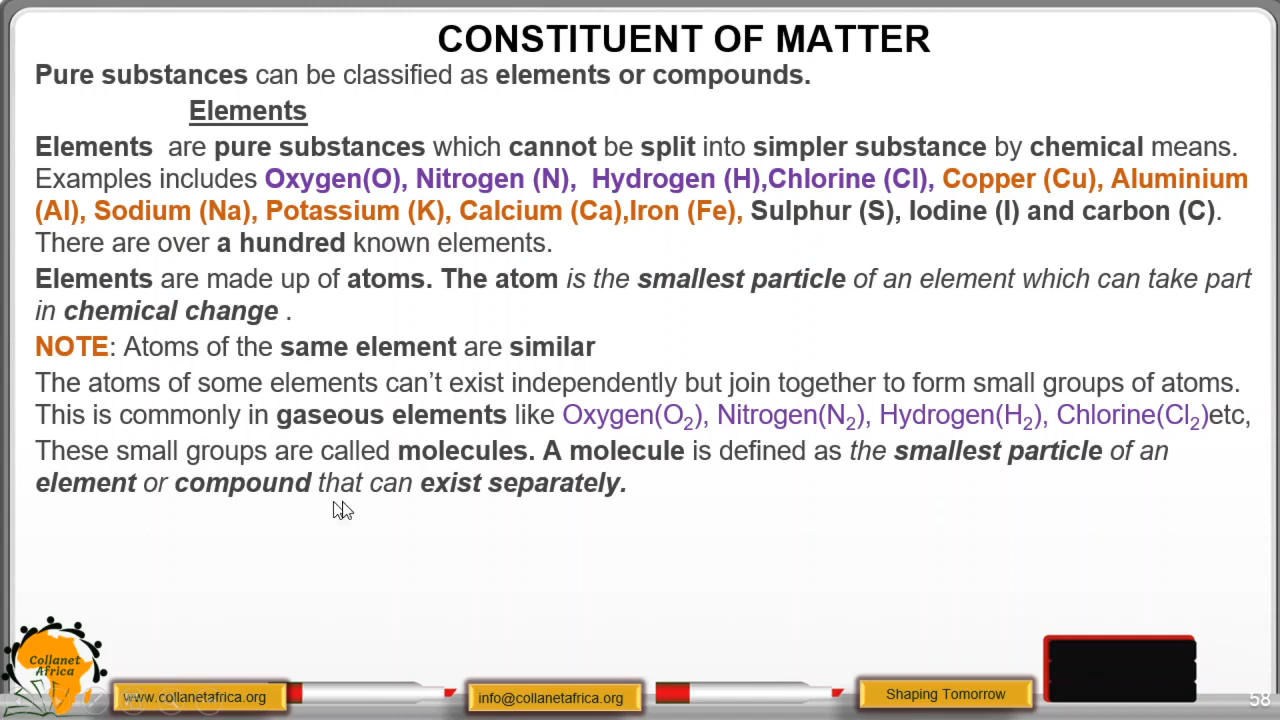 CONSTITUENT OF MATTER
Pure substances can be classified as elements or compounds.
Elements
Elements are pure substances which cannot be split into simpler substance by chemical means.
Examples includes Oxygen(O), Nitrogen (N), Hydrogen (H),Chlorine (Cl), Copper (Cu), Aluminium
(Al), Sodium (Na), Potassium (K), Calcium (Ca),Iron (Fe), Sulphur (S), Iodine (I) and carbon (C).
There are over a hundred known elements.
Elements are made up of atoms. The atom is the smallest particle of an element which can take part
in chemical change .
NOTE: Atoms of the same element are similar
The atoms of some elements can’t exist independently but join together to form small groups of atoms.
This is commonly in gaseous elements like Oxygen(O₂), Nitrogen(N₂), Hydrogen(H₂), Chlorine(Cl₂)etc,
These small groups are called molecules. A molecule is defined as the smallest particle of an
element or compound that can exist separately.
Collanet
Africa
www.collanetafrica.org
info@collanetafrica.org
Shaping Tomorrow
58